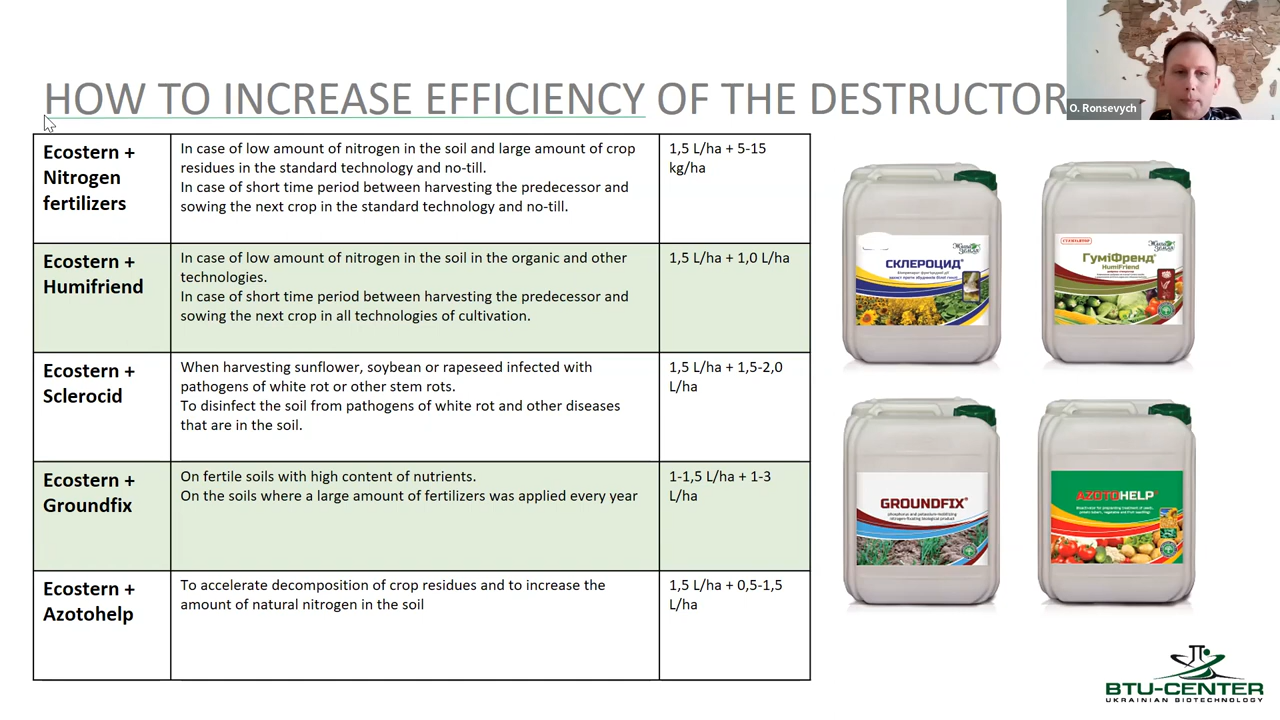 HOW TO INCREASE EFFICIENCY OF THE DESTRUCTOR
O. Ronsevych
Ecostern +
Nitrogen
fertilizers
In case of low amount of nitrogen in the soil and large amount of crop
residues in the standard technology and no-till.
In case of short time period between harvesting the predecessor and
sowing the next crop in the standard technology and no-till.
1,5 L/ha + 5-15
kg/ha
Ecostern +
Humifriend
In case of low amount of nitrogen in the soil in the organic and other
technologies.
In case of short time period between harvesting the predecessor and
sowing the next crop in all technologies of cultivation.
1,5 L/ha + 1,0 L/ha
Ecostern +
Sclerocid
When harvesting sunflower, soybean or rapeseed infected with
pathogens of white rot or other stem rots.
To disinfect the soil from pathogens of white rot and other diseases
that are in the soil.
1,5 L/ha + 1,5-2,0
L/ha
Ecostern +
Groundfix
On fertile soils with high content of nutrients.
On the soils where a large amount of fertilizers was applied every year
1-1,5 L/ha + 1-3
L/ha
Ecostern +
Azotohelp
To accelerate decomposition of crop residues and to increase the
amount of natural nitrogen in the soil
1,5 L/ha + 0,5-1,5
L/ha
СКЛЕРОЦИД®
ГуміФренд®
HumiFriend
GROUNDFIX®
phosphorus and potassium-mobilizing
nitrogen-fixing biological product
AZOTOHELP®
BTU-CENTER
UKRAINIAN BIOTECHNOLOGY